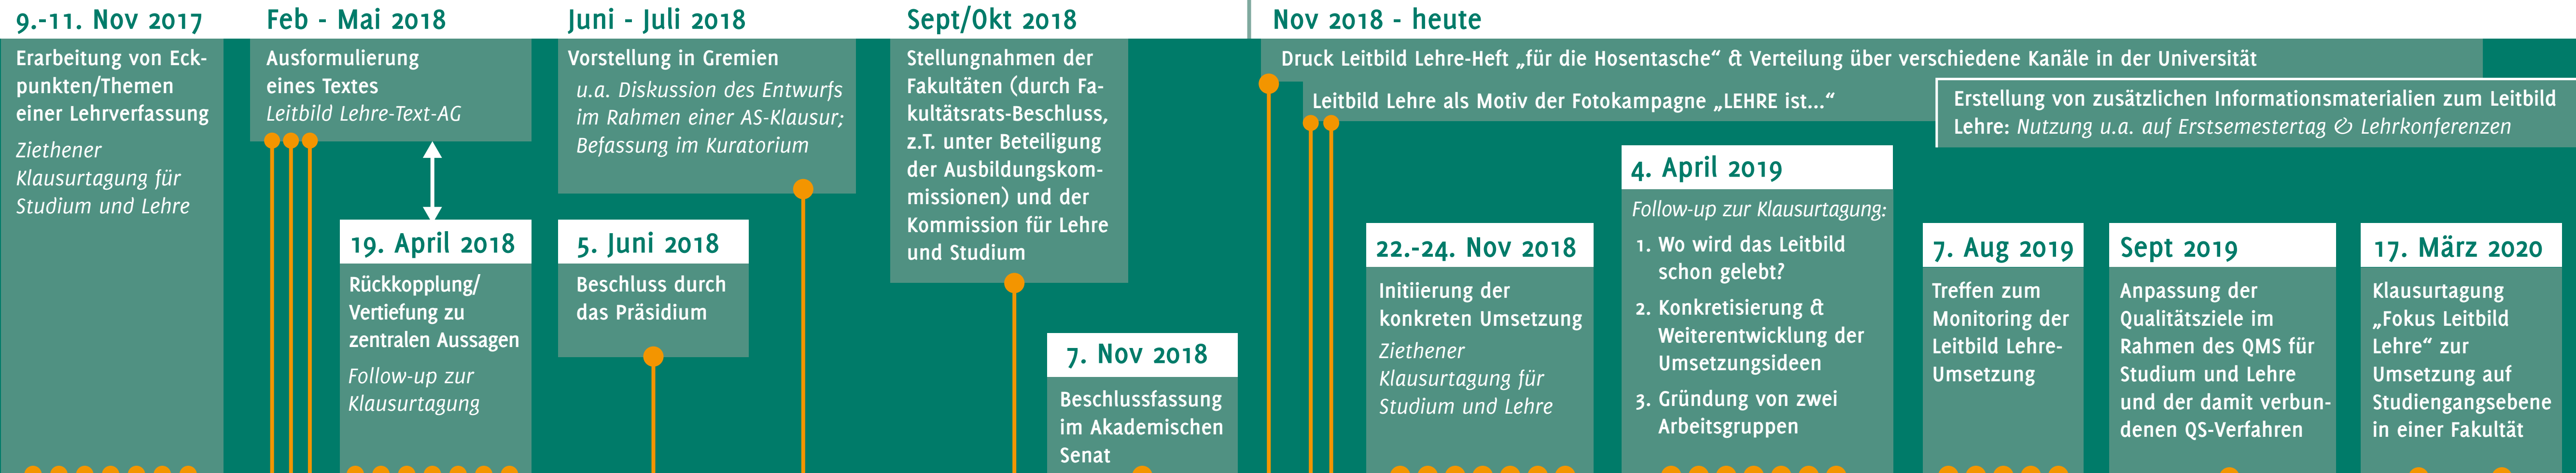 9.-11. Nov 2017
Erarbeitung von Eck-
punkten/Themen
einer Lehrverfassung
Ziethener
Klausurtagung für
Studium und Lehre
Feb - Mai 2018
Ausformulierung
eines Textes
Leitbild Lehre-Text-AG
19. April 2018
Rückkopplung/
Vertiefung zu
zentralen Aussagen
Follow-up zur
Klausurtagung
Juni - Juli 2018
Vorstellung in Gremien
u.a. Diskussion des Entwurfs
im Rahmen einer AS-Klausur;
Befassung im Kuratorium
5. Juni 2018
Beschluss durch
das Präsidium
Sept/Okt 2018
Stellungnahmen der
Fakultäten (durch Fa-
kultätsrats-Beschluss,
z.T. unter Beteiligung
der Ausbildungskom-
missionen) und der
Kommission für Lehre
und Studium
7. Nov 2018
Beschlussfassung
im Akademischen
Senat
Nov 2018 - heute
Druck Leitbild Lehre-Heft „für die Hosentasche“ & Verteilung über verschiedene Kanäle in der Universität
Leitbild Lehre als Motiv der Fotokampagne „LEHRE ist...“
Erstellung von zusätzlichen Informationsmaterialien zum Leitbild
Lehre: Nutzung u.a. auf Erstsemestertag & Lehrkonferenzen
22.-24. Nov 2018
Initiierung der
konkreten Umsetzung
Ziethener
Klausurtagung für
Studium und Lehre
4. April 2019
Follow-up zur Klausurtagung:
1. Wo wird das Leitbild
schon gelebt?
2. Konkretisierung &
Weiterentwicklung der
Umsetzungsideen
3. Gründung von zwei
Arbeitsgruppen
7. Aug 2019
Treffen zum
Monitoring der
Leitbild Lehre-
Umsetzung
Sept 2019
Anpassung der
Qualitätsziele im
Rahmen des QMS für
Studium und Lehre
und der damit verbun-
denen QS-Verfahren
17. März 2020
Klausurtagung
„Fokus Leitbild
Lehre“ zur
Umsetzung auf
Studiengangsebene
in einer Fakultät